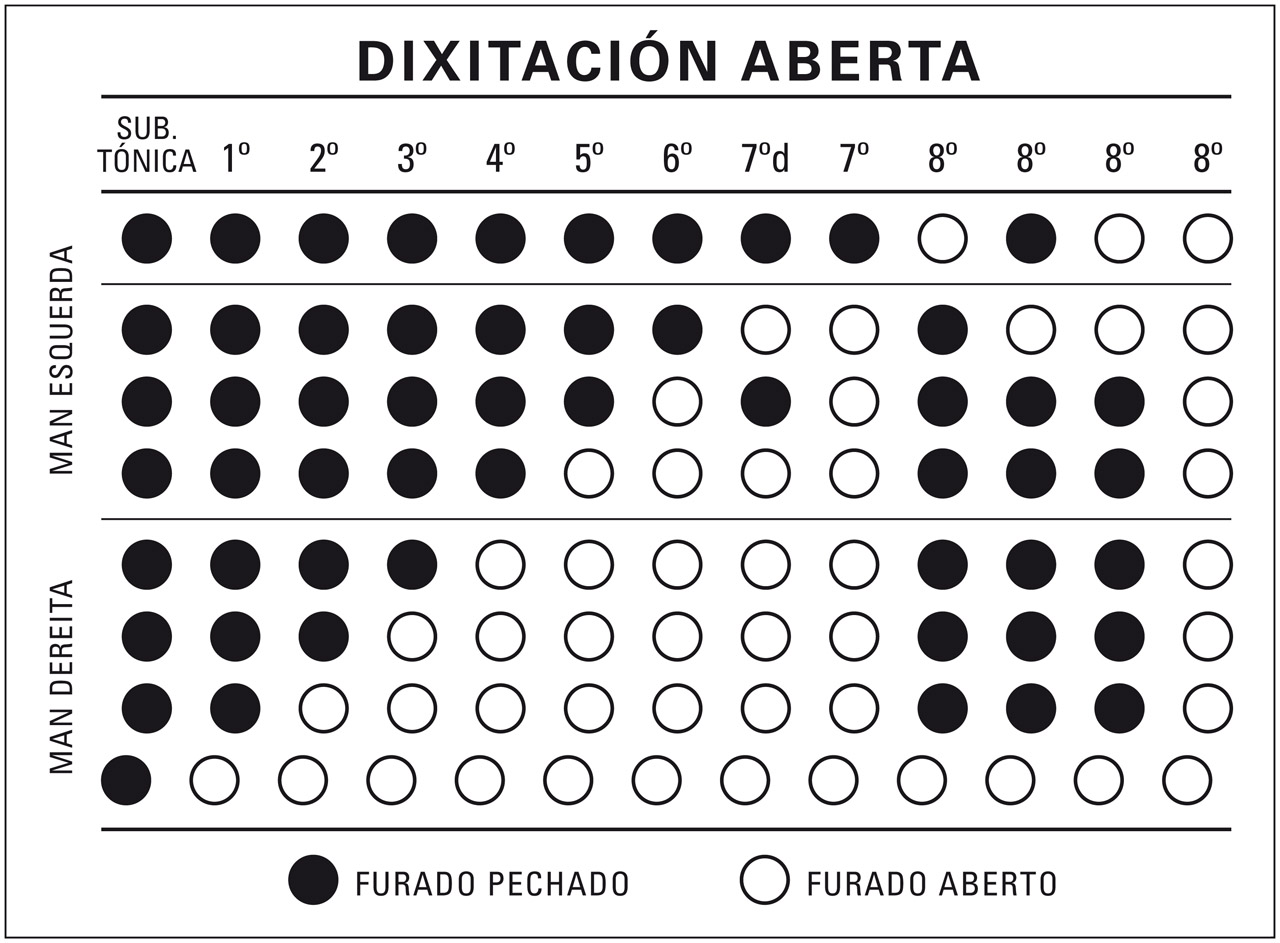 DIXITACIÓN ABERTA
SUB.
TÓNICA 1º 2º 3º 4º 5º 6º 7ºd 7º 8º 8º 8º 8º
MAN ESQUERDA
MAN DEREITA
FURADO PECHADO FURADO ABERTO